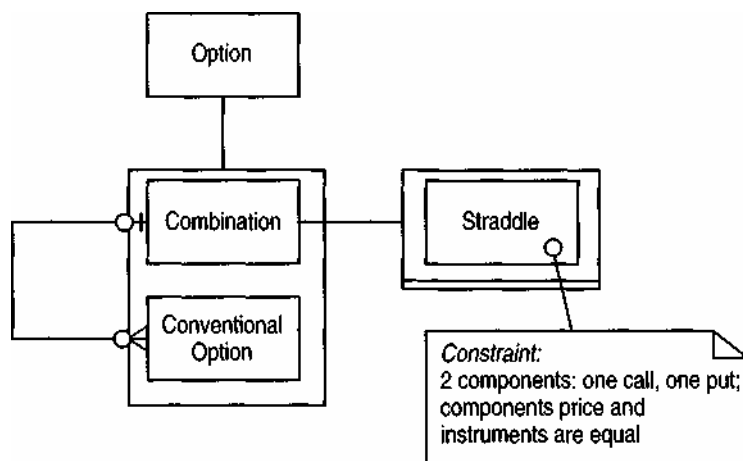 Option
Combination
Straddle
Conventional
Option
Constraint:
2 components: one call, one put;
components price and
instruments are equal